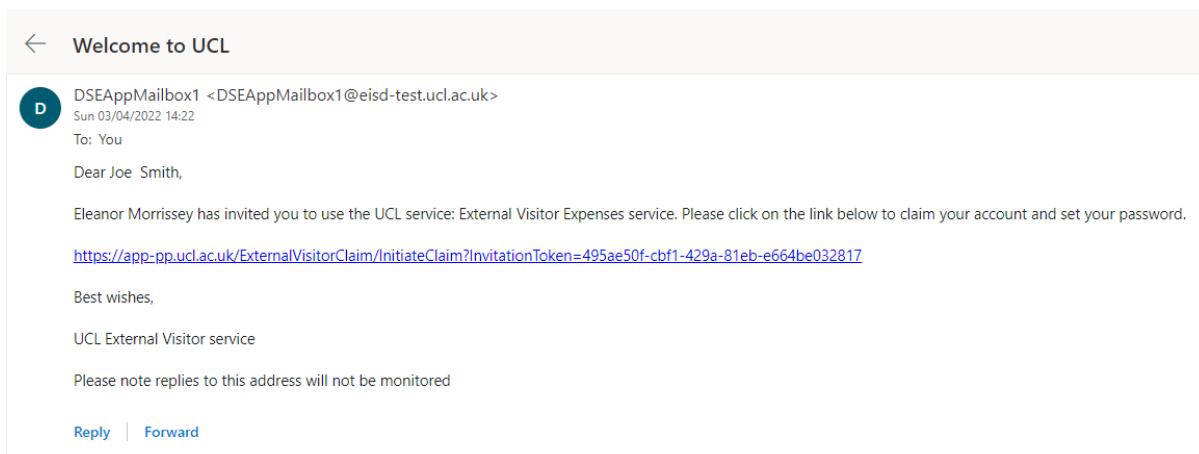 Welcome to UCL
D
DSEAppMailbox1 <DSEAppMailbox1@eisd-test.ucl.ac.uk>
Sun 03/04/2022 14:22
To: You
Dear Joe  Smith,
Eleanor Morrissey has invited you to use the UCL service: External Visitor Expenses service. Please click on the link below to claim your account and set your password.
https://app-pp.ucl.ac.uk/ExternalVisitorClaim/InitiateClaim?InvitationToken=495ae50f-cbf1-429a-81eb-e664be032817
Best wishes,
UCL External Visitor service
Please note replies to this address will not be monitored
Reply Forward